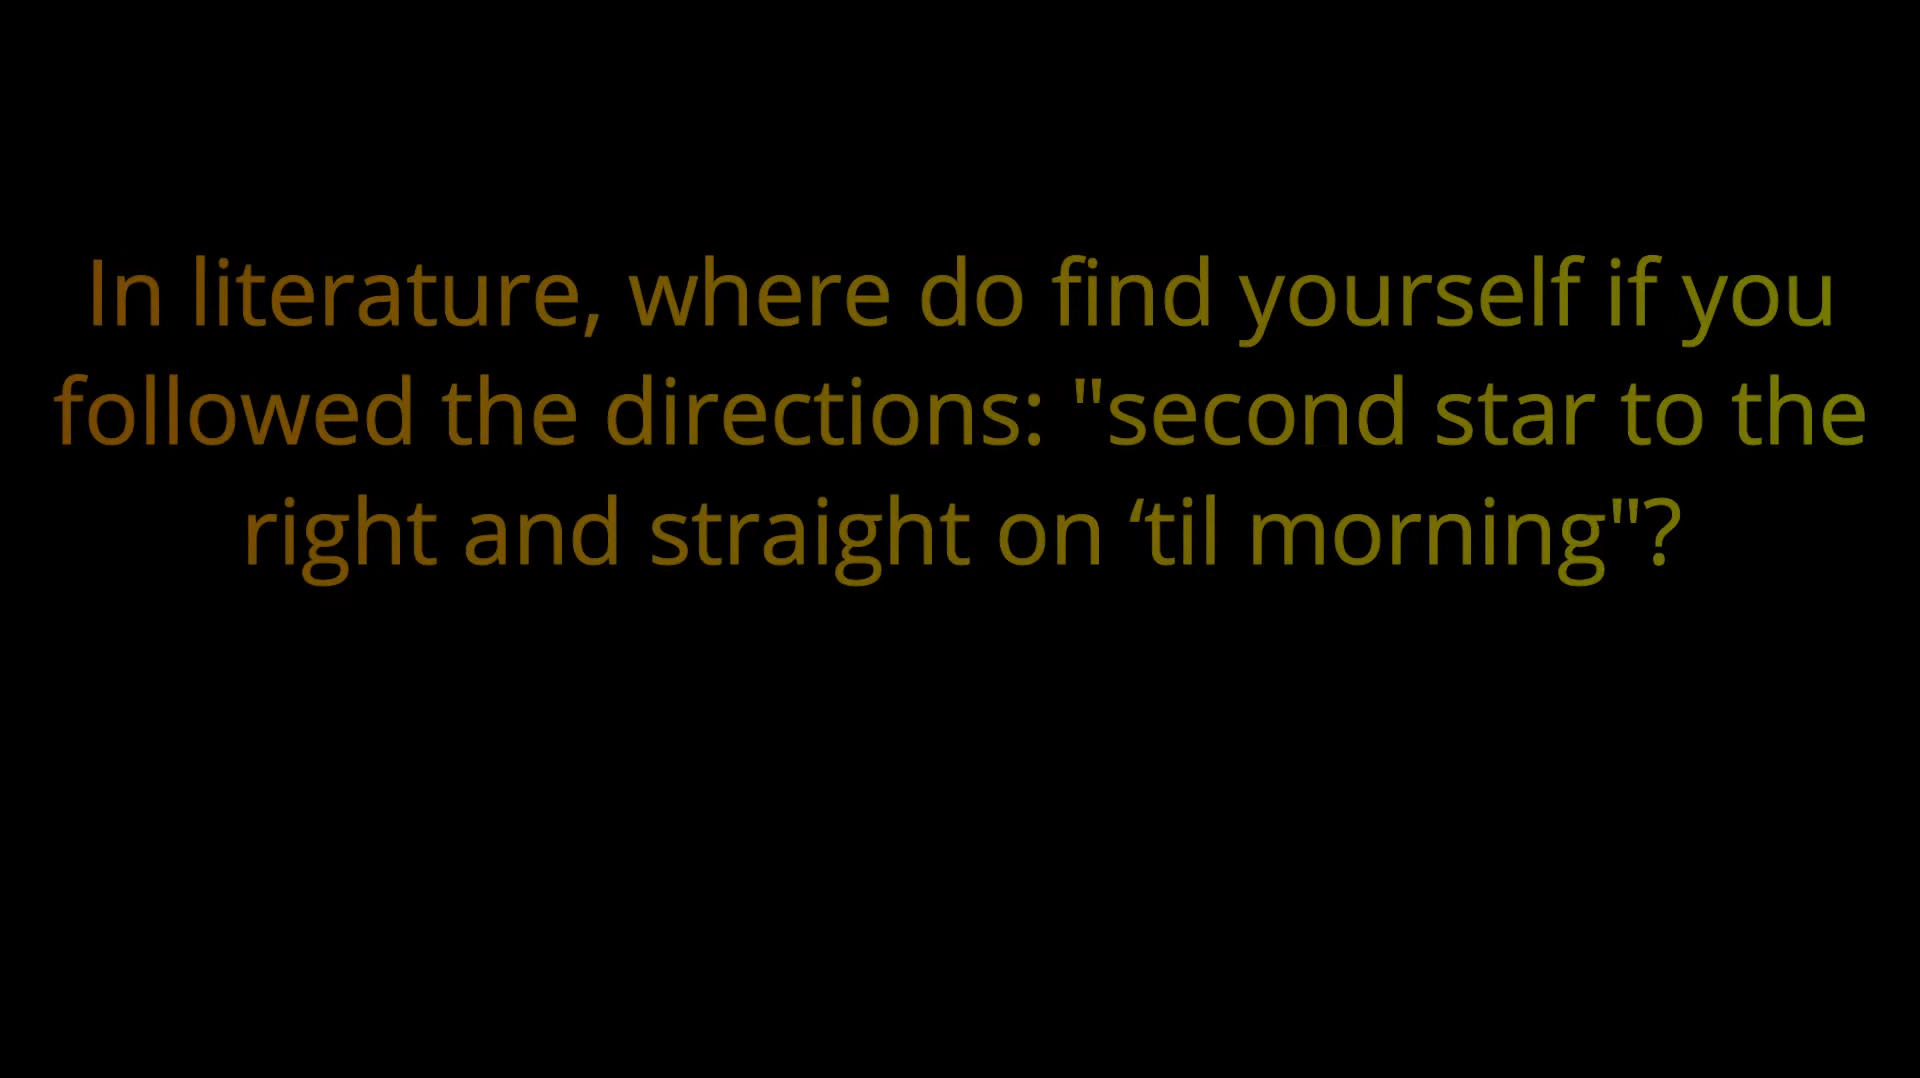 In literature, where do find yourself if you
followed the directions: "second star to the
right and straight on ‘til morning"?